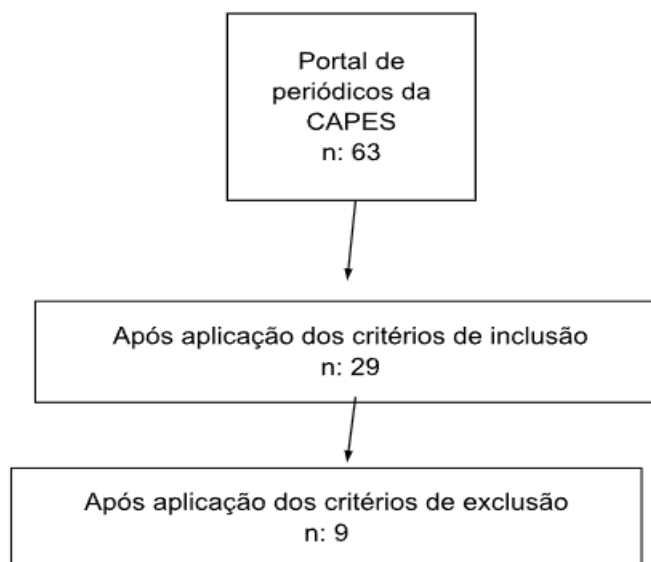 Portal de
periódicos da
CAPES
n: 63
Após aplicação dos critérios de inclusão
n: 29
Após aplicação dos critérios de exclusão
n: 9